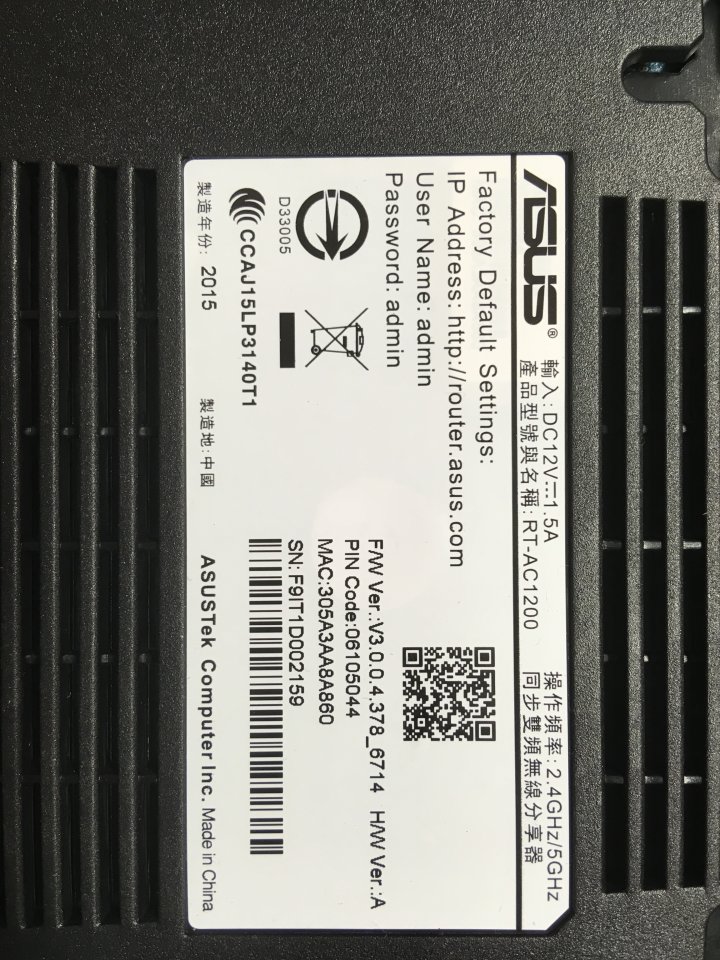 ASUS®
輸入:DC12V⎓1.5A
產品型號與名稱:RT-AC1200
操作頻率:2.4GHz/5GHz
同步雙頻無線分享器
Factory Default Settings:
IP Address: http://router.asus.com
User Name: admin
Password: admin
F/W Ver.:V3.0.0.4.378_6714 H/W Ver.:A
PIN Code:06105044
MAC:305A3AA8A860
SN: F9IT1D002159
D33005
CCAJ15LP3140T1
製造年份: 2015
製造地:中國
ASUSTek Computer Inc. Made in China